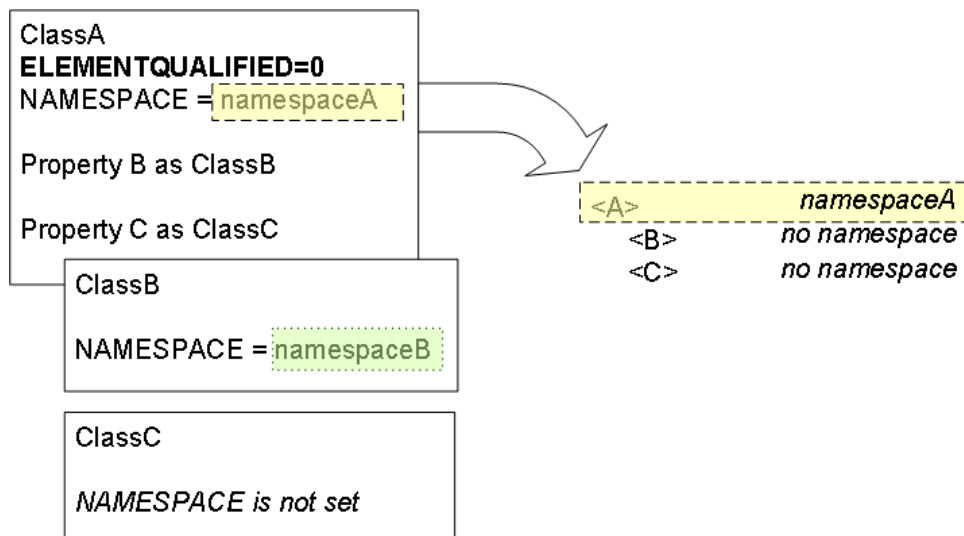 ClassA
ELEMENTQUALIFIED=0
NAMESPACE = namespaceA
Property B as ClassB
Property C as ClassC
ClassB
NAMESPACE = namespaceB
ClassC
NAMESPACE is not set
<A> namespaceA
<B> no namespace
<C> no namespace